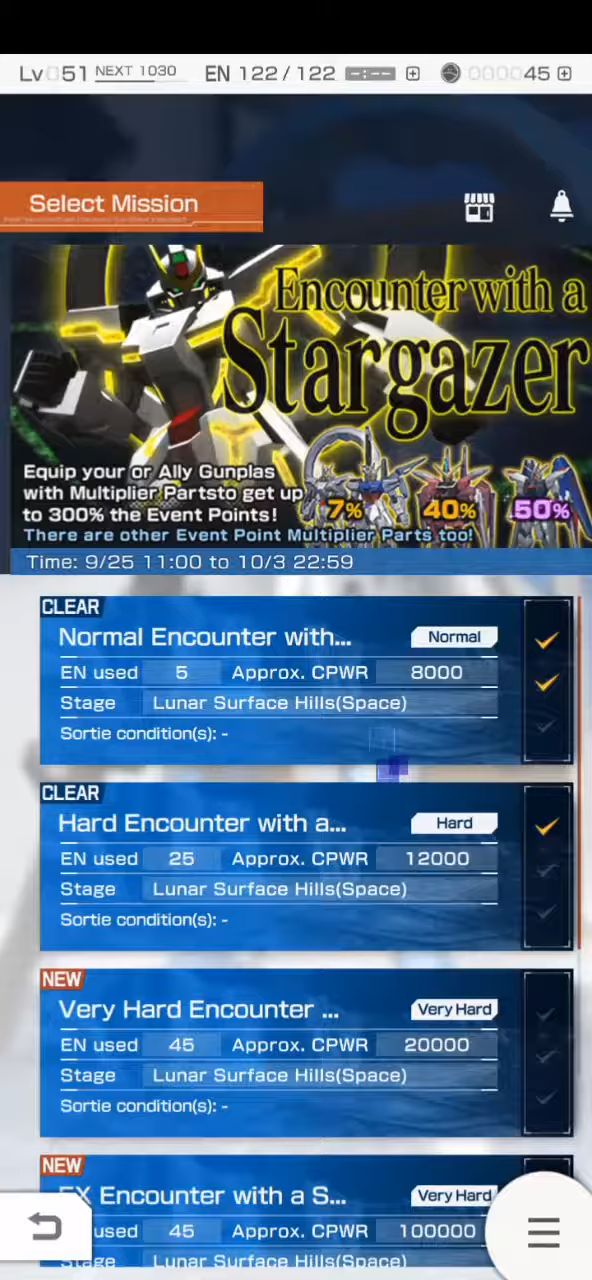 Lv 51 NEXT 1030 EN 122/122 -:-- 000045
Select Mission
Encounter with a
Stargazer
Equip your or Ally Gunplas
with Multiplier Partsto get up
to 300% the Event Points!
7% 40% 50%
There are other Event Point Multiplier Parts too!
Time: 9/25 11:00 to 10/3 22:59
CLEAR
Normal Encounter with... Normal
EN used 5 Approx. CPWR 8000
Stage Lunar Surface Hills(Space)
Sortie condition(s): -
CLEAR
Hard Encounter with a... Hard
EN used 25 Approx. CPWR 12000
Stage Lunar Surface Hills(Space)
Sortie condition(s): -
NEW
Very Hard Encounter ... Very Hard
EN used 45 Approx. CPWR 20000
Stage Lunar Surface Hills(Space)
Sortie condition(s): -
NEW
EX Encounter with a S... Very Hard
used 45 Approx. CPWR 100000
Stage Lunar Surface Hills(Space)